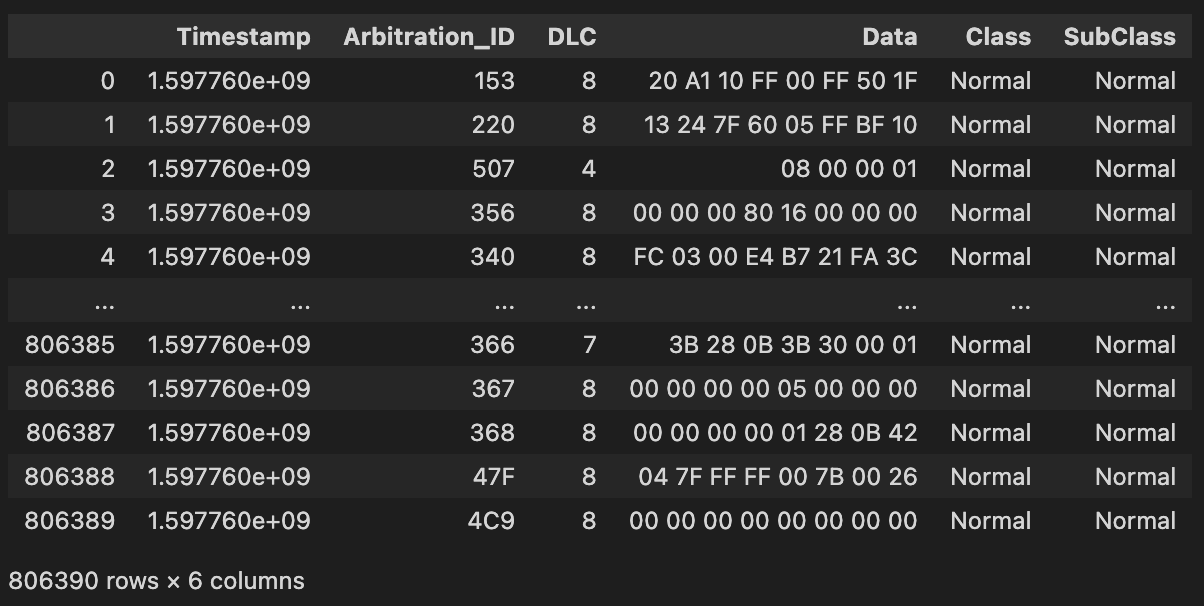 Timestamp Arbitration_ID DLC Data Class SubClass
0 1.597760e+09 153 8 20 A1 10 FF 00 FF 50 1F Normal Normal
1 1.597760e+09 220 8 13 24 7F 60 05 FF BF 10 Normal Normal
2 1.597760e+09 507 4 08 00 00 01 Normal Normal
3 1.597760e+09 356 8 00 00 00 80 16 00 00 00 Normal Normal
4 1.597760e+09 340 8 FC 03 00 E4 B7 21 FA 3C Normal Normal
... ... ... ... ... ... ...
806385 1.597760e+09 366 7 3B 28 0B 3B 30 00 01 Normal Normal
806386 1.597760e+09 367 8 00 00 00 00 05 00 00 00 Normal Normal
806387 1.597760e+09 368 8 00 00 00 00 01 28 0B 42 Normal Normal
806388 1.597760e+09 47F 8 04 7F FF FF 00 7B 00 26 Normal Normal
806389 1.597760e+09 4C9 8 00 00 00 00 00 00 00 00 Normal Normal
806390 rows × 6 columns